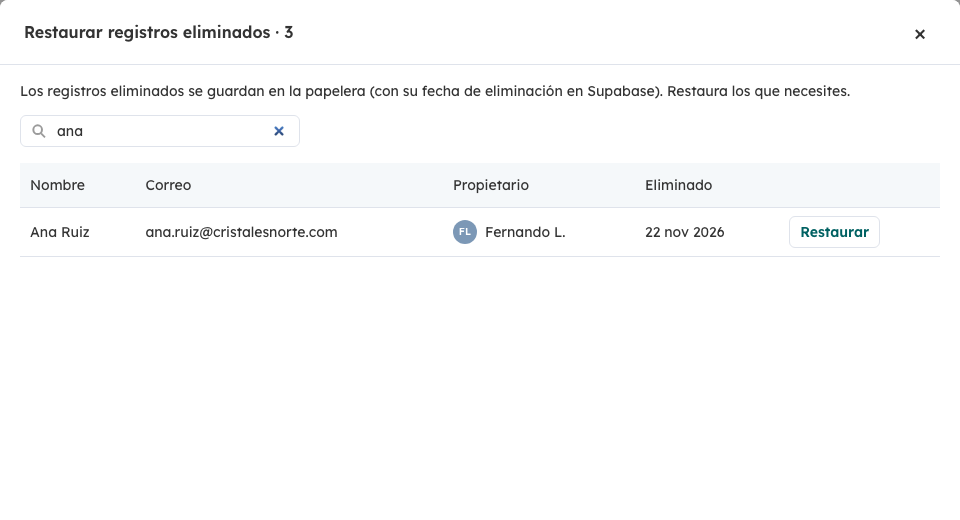 Restaurar registros eliminados · 3
Los registros eliminados se guardan en la papelera (con su fecha de eliminación en Supabase). Restaura los que necesites.
ana
Nombre Correo Propietario Eliminado
Ana Ruiz ana.ruiz@cristalesnorte.com FL Fernando L. 22 nov 2026 Restaurar